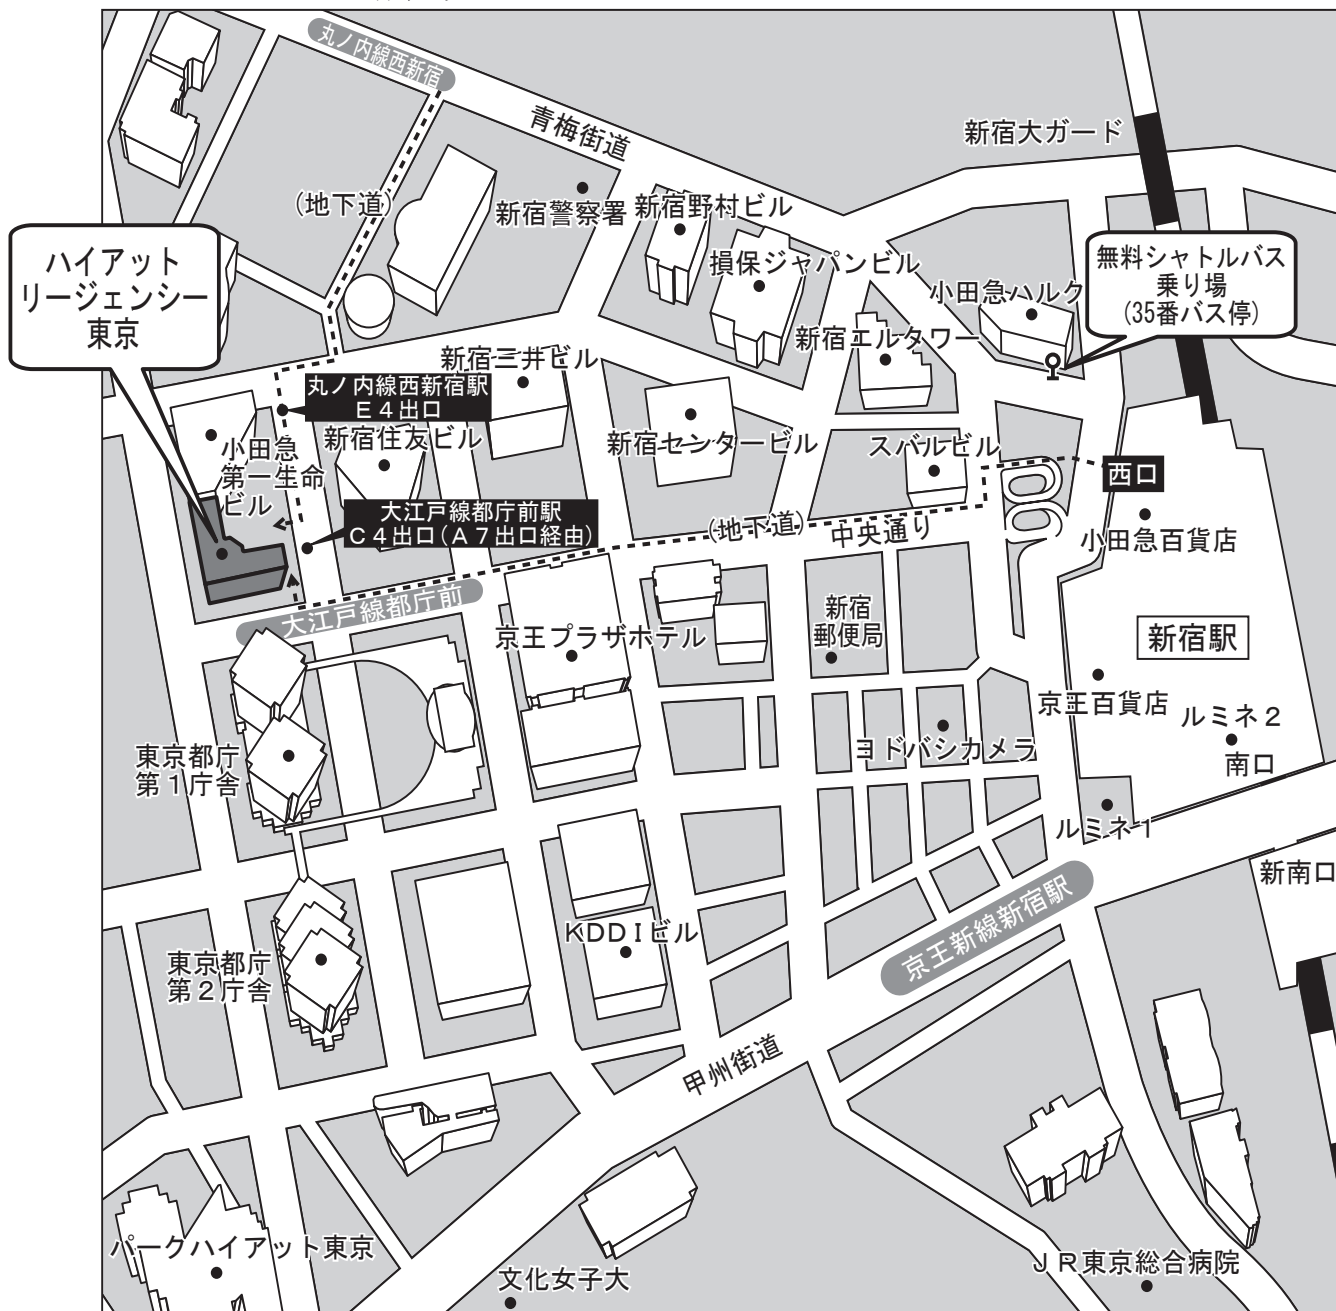 丸ノ内線西新宿
青梅街道
新宿大ガード
(地下道)
新宿警察署
新宿野村ビル
ハイアット
リージェンシー
東京
損保ジャパンビル
小田急ハルク
無料シャトルバス
乗り場
(35番バス停)
新宿三井ビル
新宿エルタワー
丸ノ内線西新宿駅
E4出口
小田急
第一生命
ビル
新宿住友ビル
新宿センタービル
スバルビル
西口
大江戸線都庁前駅
C4出口(A7出口経由)
(地下道)
中央通り
小田急百貨店
大江戸線都庁前
京王プラザホテル
新宿
郵便局
新宿駅
京王百貨店
ルミネ2
南口
ヨドバシカメラ
東京都庁
第1庁舎
ルミネ1
新南口
KDDIビル
京王新線新宿駅
東京都庁
第2庁舎
甲州街道
パークハイアット東京
文化女子大
JR東京総合病院